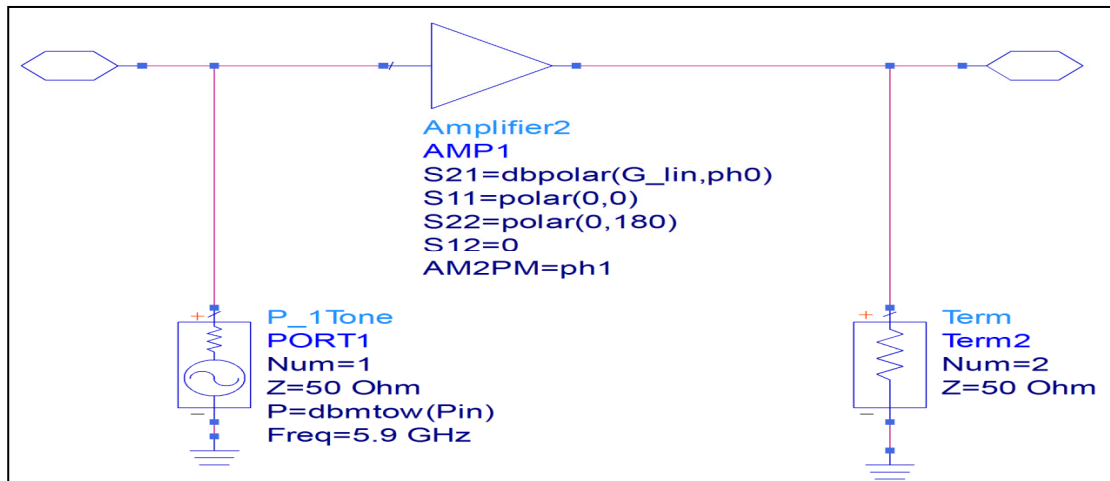 Amplifier2
AMP1
S21=dbpolar(G_lin,ph0)
S11=polar(0,0)
S22=polar(0,180)
S12=0
AM2PM=ph1
P_1Tone
PORT1
Num=1
Z=50 Ohm
P=dbmtow(Pin)
Freq=5.9 GHz
Term
Term2
Num=2
Z=50 Ohm